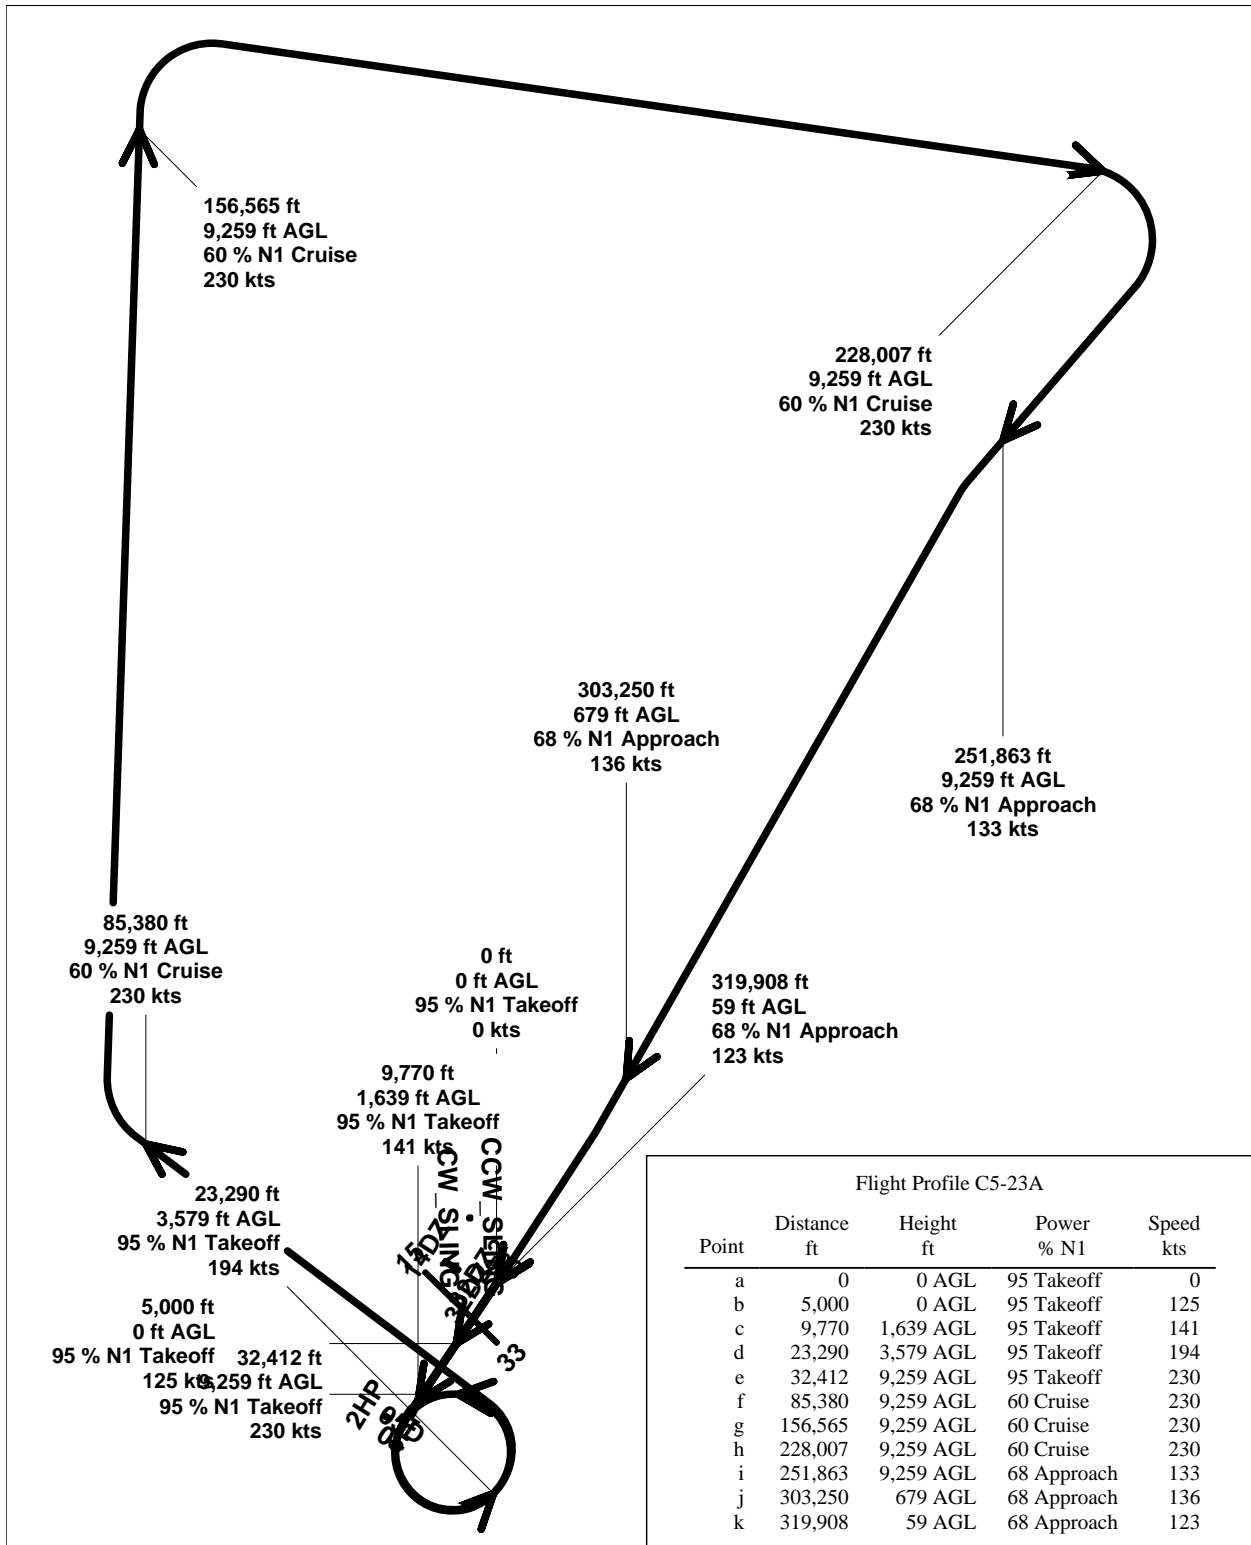 156,565 ft
9,259 ft AGL
60 % N1 Cruise
230 kts
228,007 ft
9,259 ft AGL
60 % N1 Cruise
230 kts
303,250 ft
679 ft AGL
68 % N1 Approach
136 kts
251,863 ft
9,259 ft AGL
68 % N1 Approach
133 kts
85,380 ft
9,259 ft AGL
60 % N1 Cruise
230 kts
0 ft
0 ft AGL
95 % N1 Takeoff
0 kts
319,908 ft
59 ft AGL
68 % N1 Approach
123 kts
9,770 ft
1,639 ft AGL
95 % N1 Takeoff
141 kts
CW_SLING
15
14DZ
33
23,290 ft
3,579 ft AGL
95 % N1 Takeoff
194 kts
5,000 ft
0 ft AGL
95 % N1 Takeoff
125 kts
32,412 ft
9,259 ft AGL
95 % N1 Takeoff
230 kts
2HP
Flight Profile C5-23A
Point Distance ft Height ft Power % N1 Speed kts
a 0 0 AGL 95 Takeoff 0
b 5,000 0 AGL 95 Takeoff 125
c 9,770 1,639 AGL 95 Takeoff 141
d 23,290 3,579 AGL 95 Takeoff 194
e 32,412 9,259 AGL 95 Takeoff 230
f 85,380 9,259 AGL 60 Cruise 230
g 156,565 9,259 AGL 60 Cruise 230
h 228,007 9,259 AGL 60 Cruise 230
i 251,863 9,259 AGL 68 Approach 133
j 303,250 679 AGL 68 Approach 136
k 319,908 59 AGL 68 Approach 123